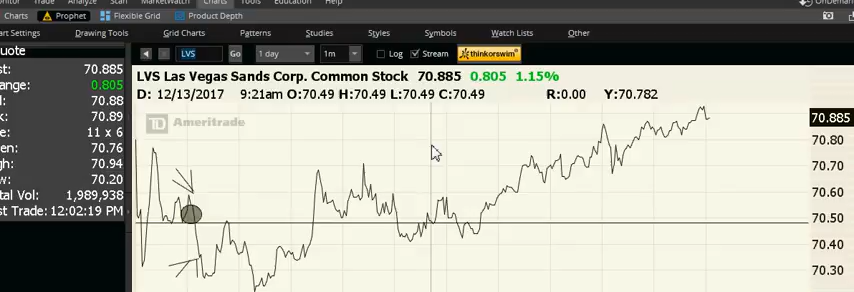 Trade Analyze Scan MarketWatch Charts Tools Education Help OnDeman
Charts Prophet Flexible Grid Product Depth
art Settings Drawing Tools Grid Charts Patterns Studies Styles Symbols Watch Lists Other
uote
LVS Go 1 day 1m Log Stream thinkorswim
st: 70.885
ange: 0.805
d: 70.88
k: 70.89
e: 11 x 6
en: 70.76
gh: 70.94
w: 70.20
tal Vol: 1,989,938
st Trade: 12:02:19 PM
LVS Las Vegas Sands Corp. Common Stock 70.885 0.805 1.15%
D: 12/13/2017 9:21am O:70.49 H:70.49 L:70.49 C:70.49 R:0.00 Y:70.782
TD Ameritrade
70.885
70.80
70.70
70.60
70.50
70.40
70.30